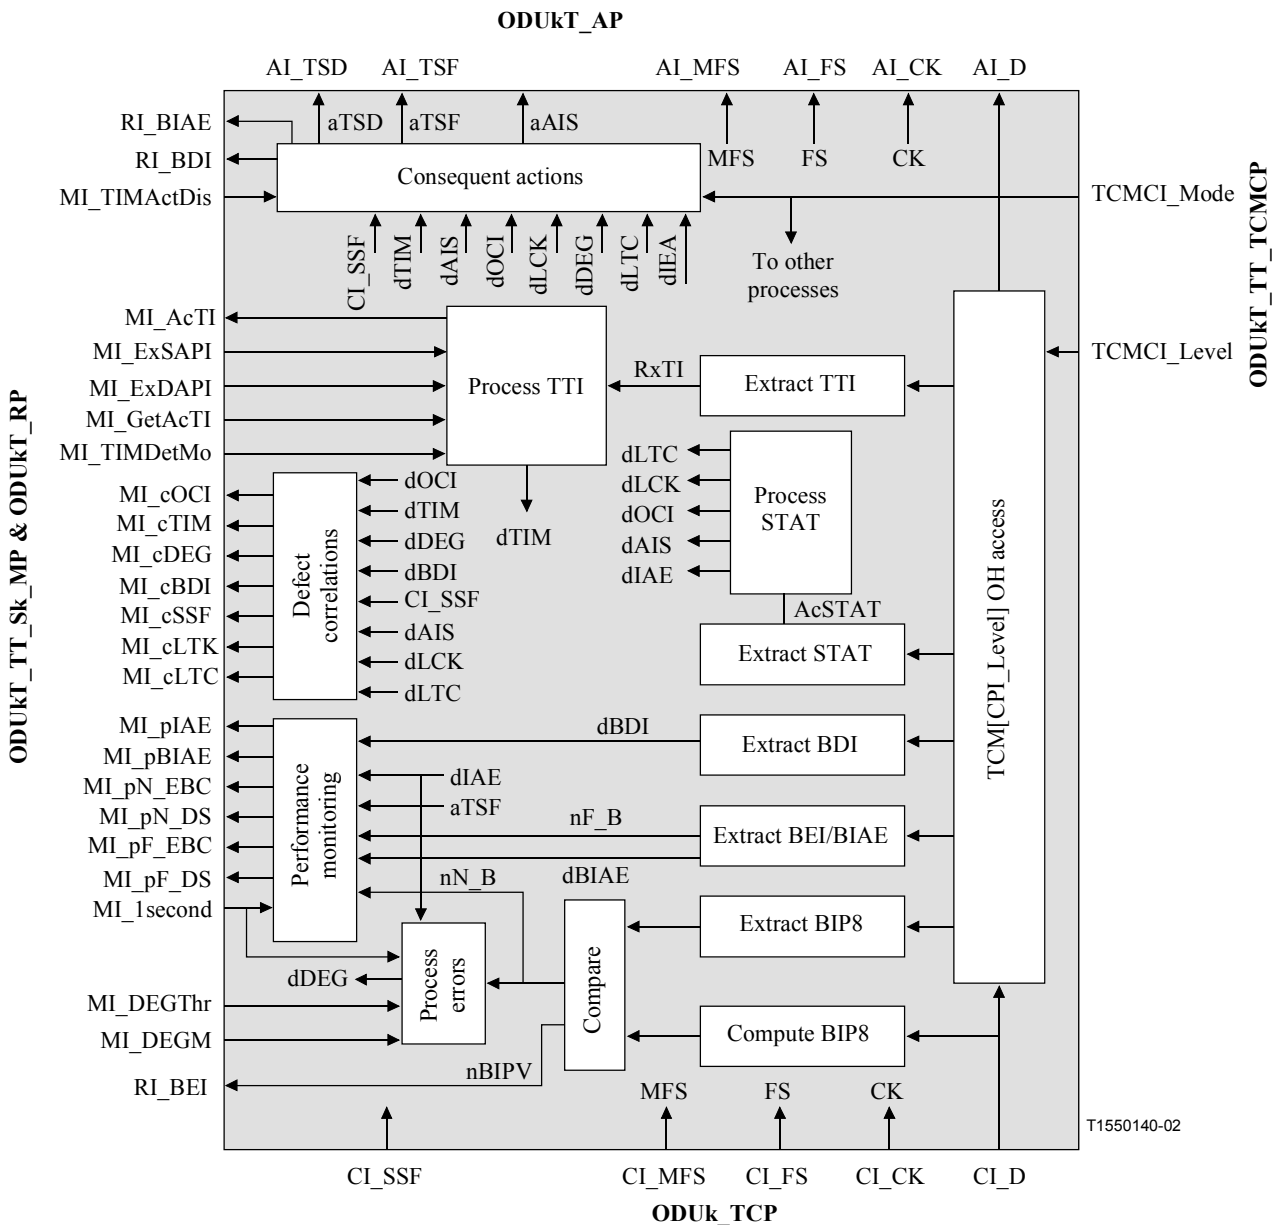 ODUkT_AP
AI_TSD
AI_TSF
AI_MFS
AI_FS
AI_CK
AI_D
RI_BIAE
aTSD
aTSF
aAIS
RI_BDI
MFS
FS
CK
Consequent actions
MI_TIMActDis
TCMCI_Mode
CI_SSF
dTIM
dAIS
dOCI
dLCK
dDEG
dLTC
dIEA
To other
processes
ODUkT_TT_TCMCP
MI_AcTI
MI_ExSAPI
MI_ExDAPI
MI_GetAcTI
MI_TIMDetMo
Process TTI
RxTI
Extract TTI
TCMCI_Level
dTIM
dLTC
dLCK
dOCI
dAIS
dIAE
Process
STAT
AcSTAT
Extract STAT
TCM[CPI_Level] OH access
ODUkT_TT_Sk_MP & ODUkT_RP
MI_cOCI
MI_cTIM
MI_cDEG
MI_cBDI
MI_cSSF
MI_cLTK
MI_cLTC
Defect
correlations
dOCI
dTIM
dDEG
dBDI
CI_SSF
dAIS
dLCK
dLTC
MI_pIAE
MI_pBIAE
MI_pN_EBC
MI_pN_DS
MI_pF_EBC
MI_pF_DS
MI_1second
Performance
monitoring
dBDI
Extract BDI
dIAE
aTSF
nF_B
Extract BEI/BIAE
nN_B
dBIAE
Extract BIP8
dDEG
Process
errors
Compare
MI_DEGThr
MI_DEGM
Compute BIP8
nBIPV
RI_BEI
MFS
FS
CK
T1550140-02
CI_SSF
CI_MFS
CI_FS
CI_CK
CI_D
ODUk_TCP